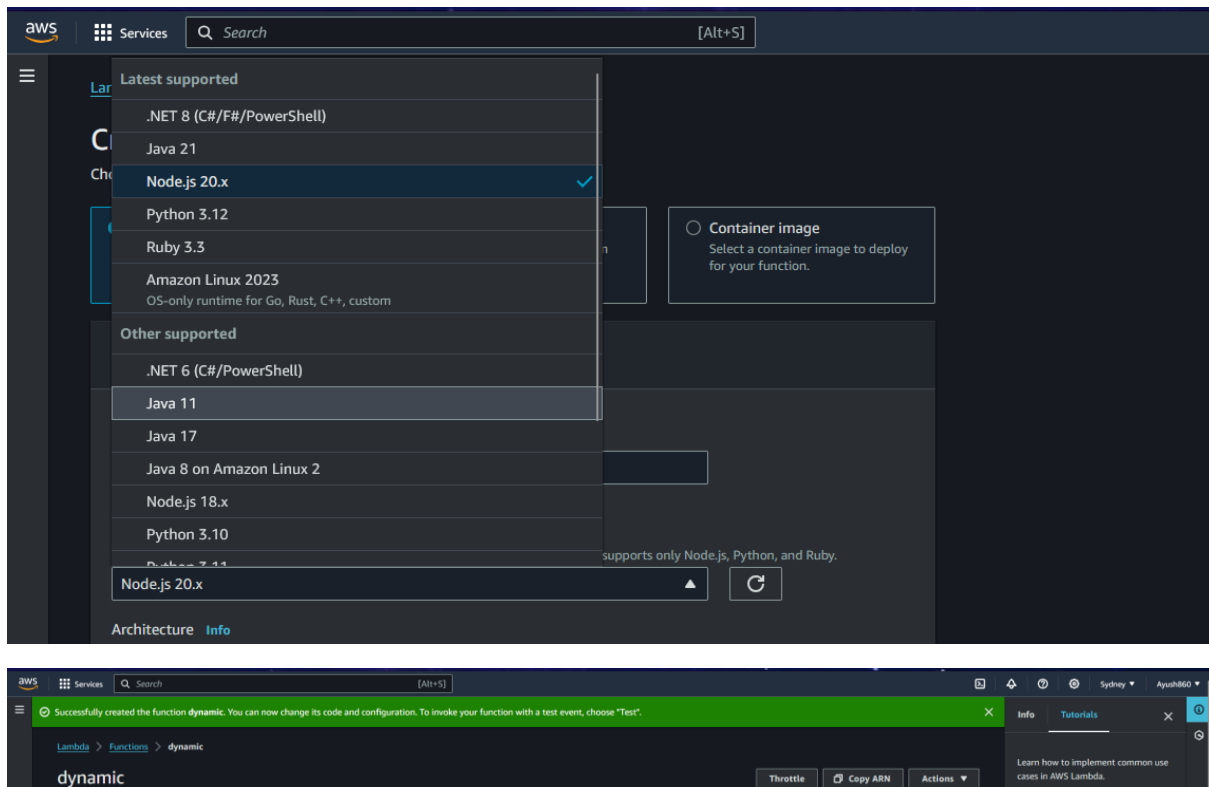 aws
Services
Search
[Alt+S]
Lar
Latest supported
.NET 8 (C#/F#/PowerShell)
Java 21
Node.js 20.x
Python 3.12
Ruby 3.3
Amazon Linux 2023
OS-only runtime for Go, Rust, C++, custom
Other supported
.NET 6 (C#/PowerShell)
Java 11
Java 17
Java 8 on Amazon Linux 2
Node.js 18.x
Python 3.10
Python 3.11
Container image
Select a container image to deploy
for your function.
supports only Node.js, Python, and Ruby.
Node.js 20.x
Architecture Info
aws
Services
Search
[Alt+S]
Sydney
Ayush860
Successfully created the function dynamic. You can now change its code and configuration. To invoke your function with a test event, choose "Test".
Info
Tutorials
Lambda > Functions > dynamic
Learn how to implement common use
cases in AWS Lambda.
dynamic
Throttle
Copy ARN
Actions